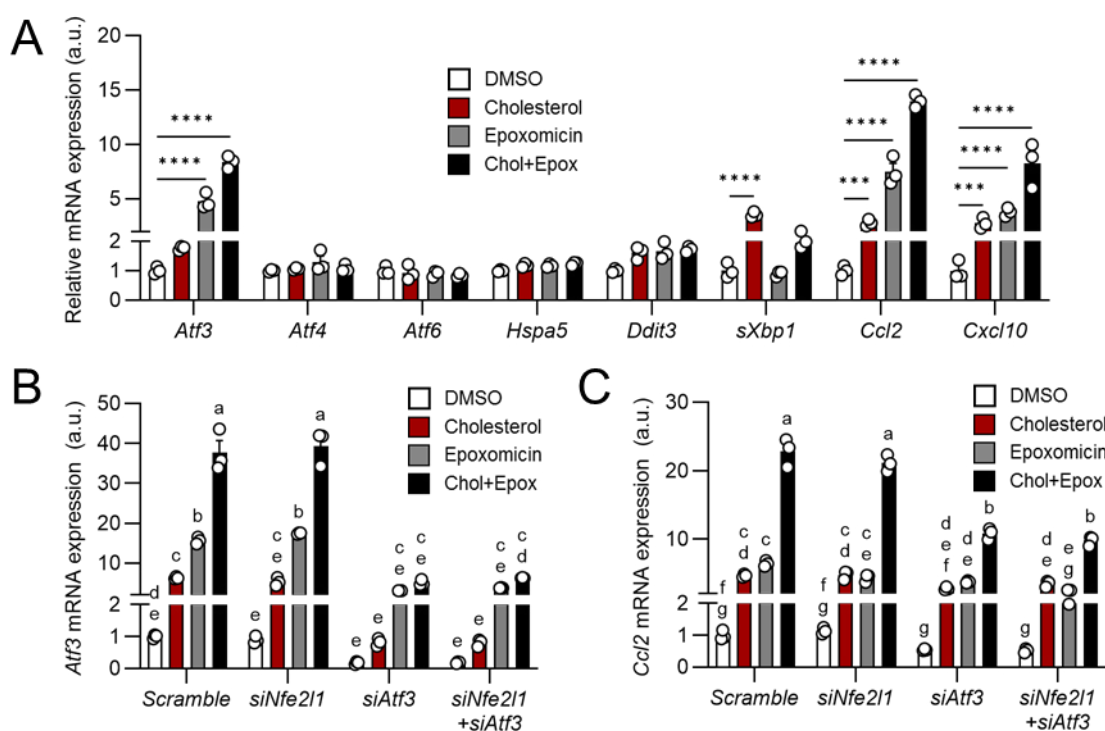 A
Relative mRNA expression (a.u.)
20
15
10
5
2
1
0
DMSO
Cholesterol
Epoxomicin
Chol+Epox
****
****
****
***
****
****
***
****
****
Atf3
Atf4
Atf6
Hspa5
Ddit3
sXbp1
Ccl2
Cxcl10
B
Atf3 mRNA expression (a.u.)
50
40
30
20
10
2
1
0
DMSO
Cholesterol
Epoxomicin
Chol+Epox
d
e
c
b
a
e
c
e
b
a
e
e
c
e
c
e
e
e
c
e
c
d
Scramble
siNfe2l1
siAtf3
siNfe2l1
+siAtf3
C
Ccl2 mRNA expression (a.u.)
30
20
10
2
1
0
DMSO
Cholesterol
Epoxomicin
Chol+Epox
f
g
c
d
c
a
f
g
c
d
c
e
a
g
d
e
f
d
e
b
g
d
e
e
g
b
Scramble
siNfe2l1
siAtf3
siNfe2l1
+siAtf3